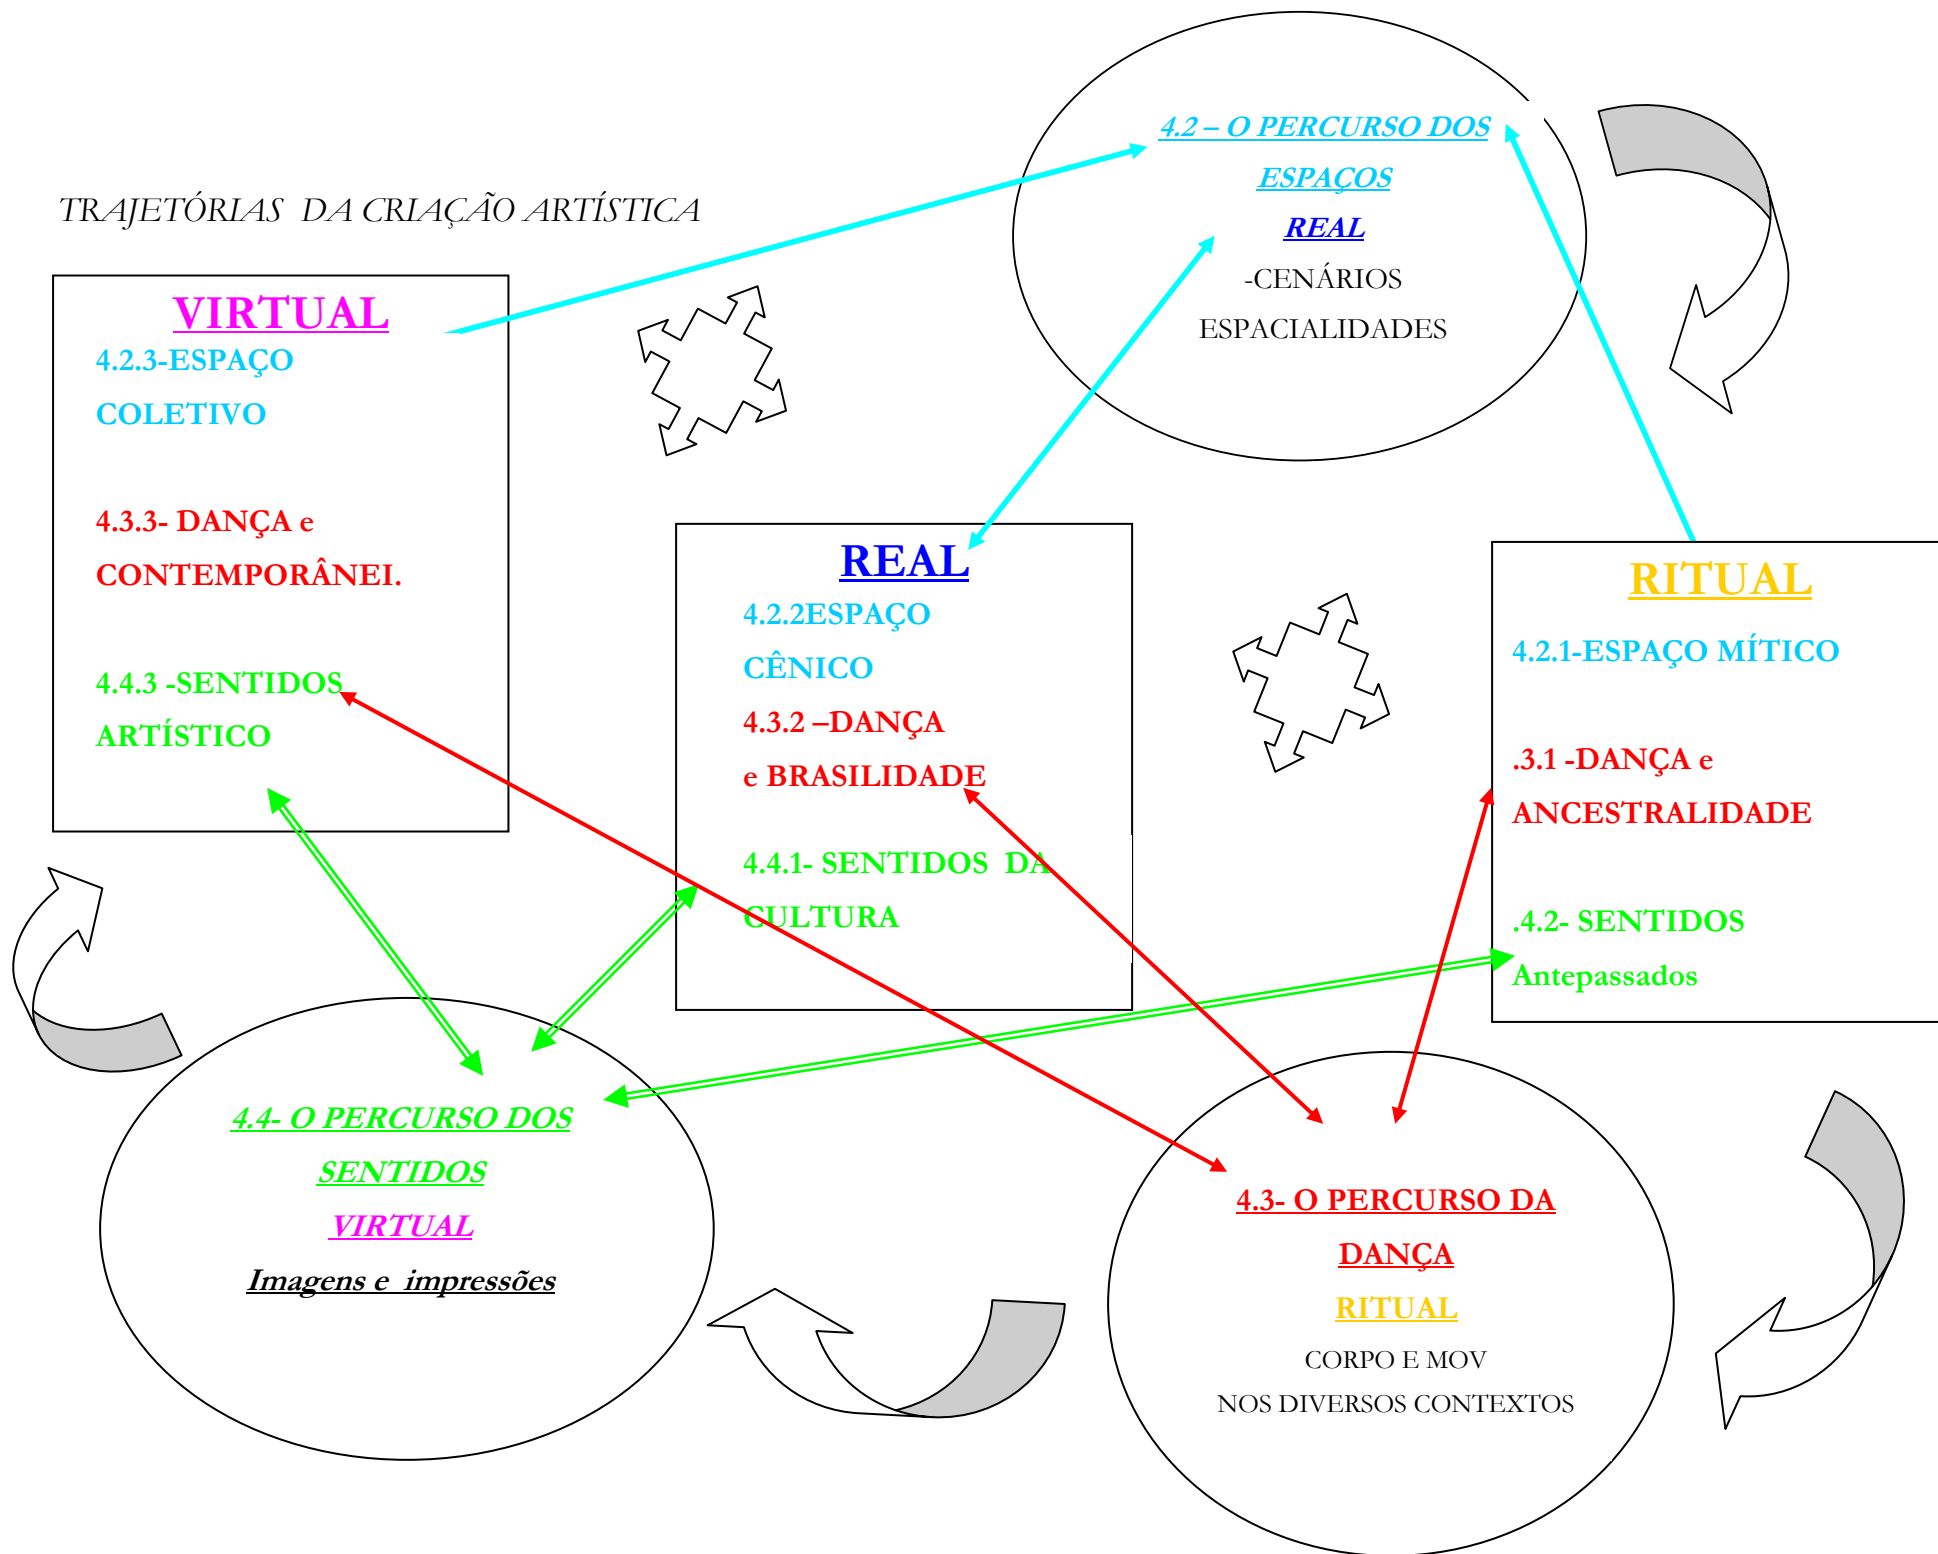 4.2 – O PERCURSO DOS
ESPAÇOS
REAL
-CENÁRIOS
ESPACIALIDADES
TRAJETÓRIAS DA CRIAÇÃO ARTÍSTICA
VIRTUAL
4.2.3-ESPAÇO
COLETIVO
4.3.3- DANÇA e
CONTEMPORÂNEI.
4.4.3 -SENTIDOS
ARTÍSTICO
REAL
4.2.2ESPAÇO
CÊNICO
4.3.2 –DANÇA
e BRASILIDADE
4.4.1- SENTIDOS DA
CULTURA
RITUAL
4.2.1-ESPAÇO MÍTICO
.3.1 -DANÇA e
ANCESTRALIDADE
.4.2- SENTIDOS
Antepassados
4.4- O PERCURSO DOS
SENTIDOS
VIRTUAL
Imagens e impressões
4.3- O PERCURSO DA
DANÇA
RITUAL
CORPO E MOV
NOS DIVERSOS CONTEXTOS